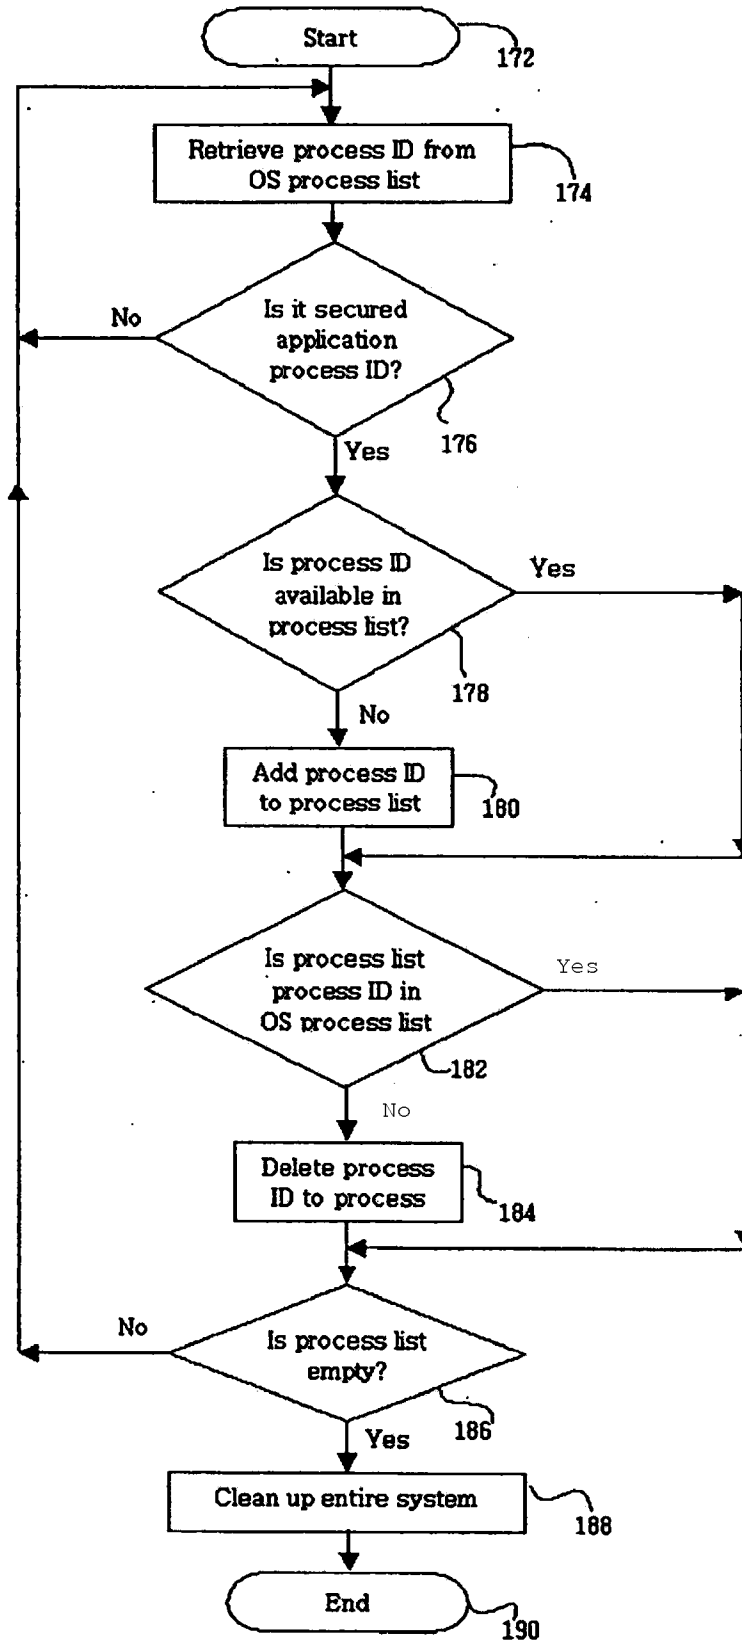 Start
172
Retrieve process ID from
OS process list
174
Is it secured
application
process ID?
No
176
Yes
Is process ID
available in
process list?
Yes
178
No
Add process ID
to process list
180
Is process list
process ID in
OS process list
Yes
182
No
Delete process
ID to process
184
Is process list
empty?
No
186
Yes
Clean up entire system
188
End
190